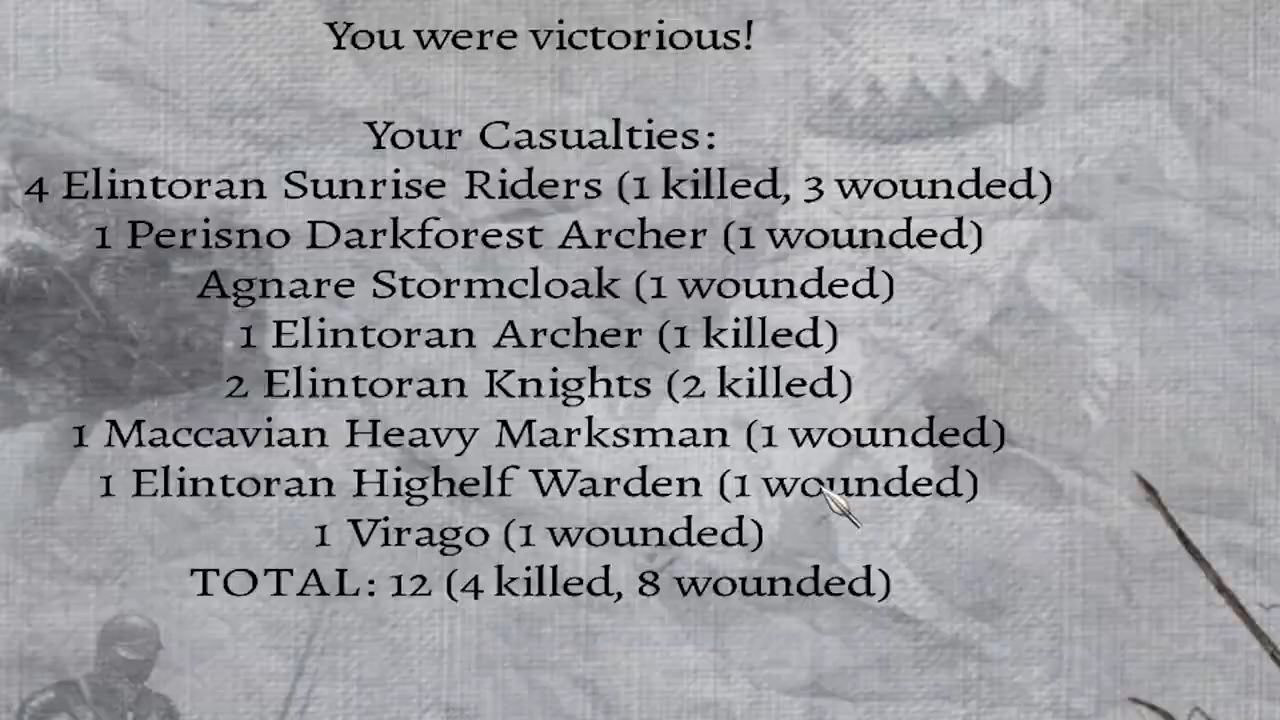 You were victorious!
Your Casualties:
4 Elintoran Sunrise Riders (1 killed, 3 wounded)
1 Perisno Darkforest Archer (1 wounded)
Agnare Stormcloak (1 wounded)
1 Elintoran Archer (1 killed)
2 Elintoran Knights (2 killed)
1 Maccavian Heavy Marksman (1 wounded)
1 Elintoran Highelf Warden (1 wounded)
1 Virago (1 wounded)
TOTAL: 12 (4 killed, 8 wounded)